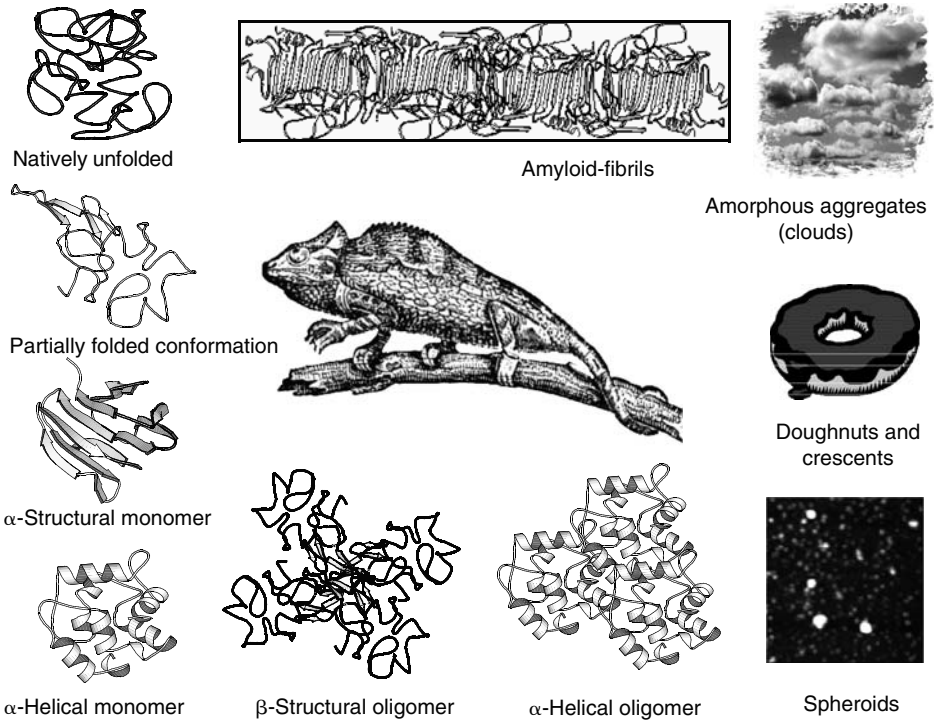 Natively unfolded
Amyloid-fibrils
Amorphous aggregates
(clouds)
Partially folded conformation
Doughnuts and
crescents
α-Structural monomer
α-Helical monomer
β-Structural oligomer
α-Helical oligomer
Spheroids